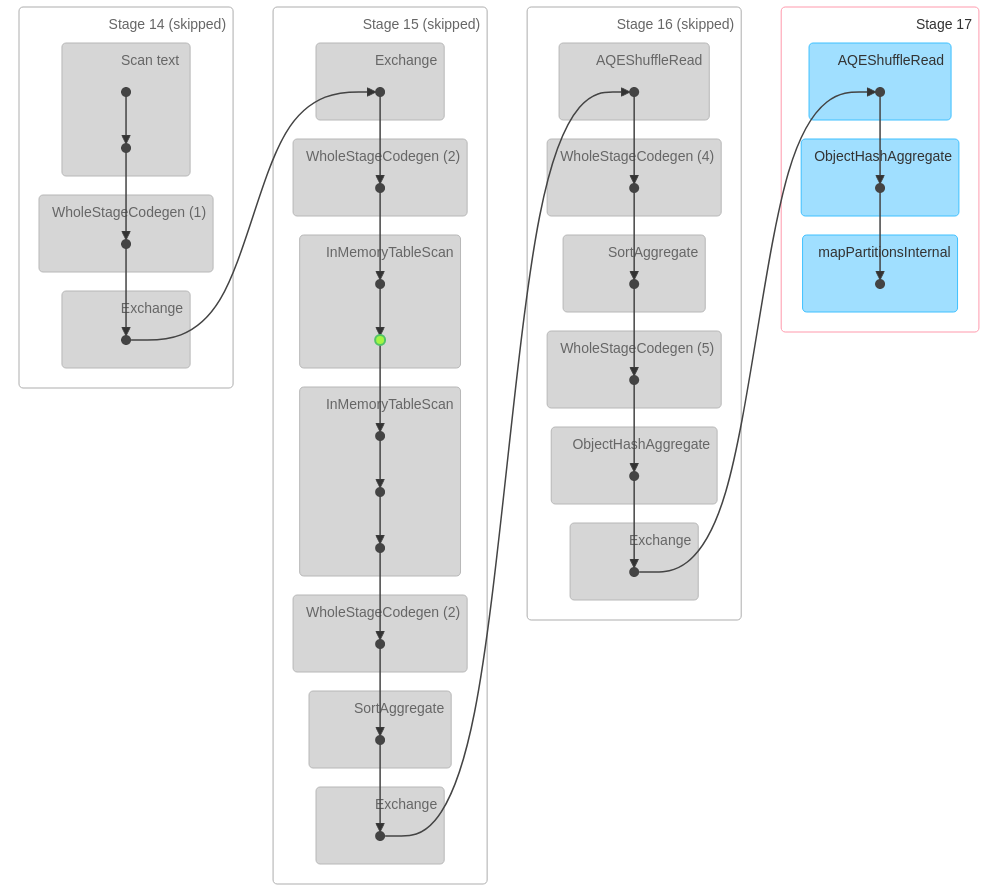 Stage 14 (skipped)
Scan text
WholeStageCodegen (1)
Exchange
Stage 15 (skipped)
Exchange
WholeStageCodegen (2)
InMemoryTableScan
InMemoryTableScan
WholeStageCodegen (2)
SortAggregate
Exchange
Stage 16 (skipped)
AQEShuffleRead
WholeStageCodegen (4)
SortAggregate
WholeStageCodegen (5)
ObjectHashAggregate
Exchange
Stage 17
AQEShuffleRead
ObjectHashAggregate
mapPartitionsInternal